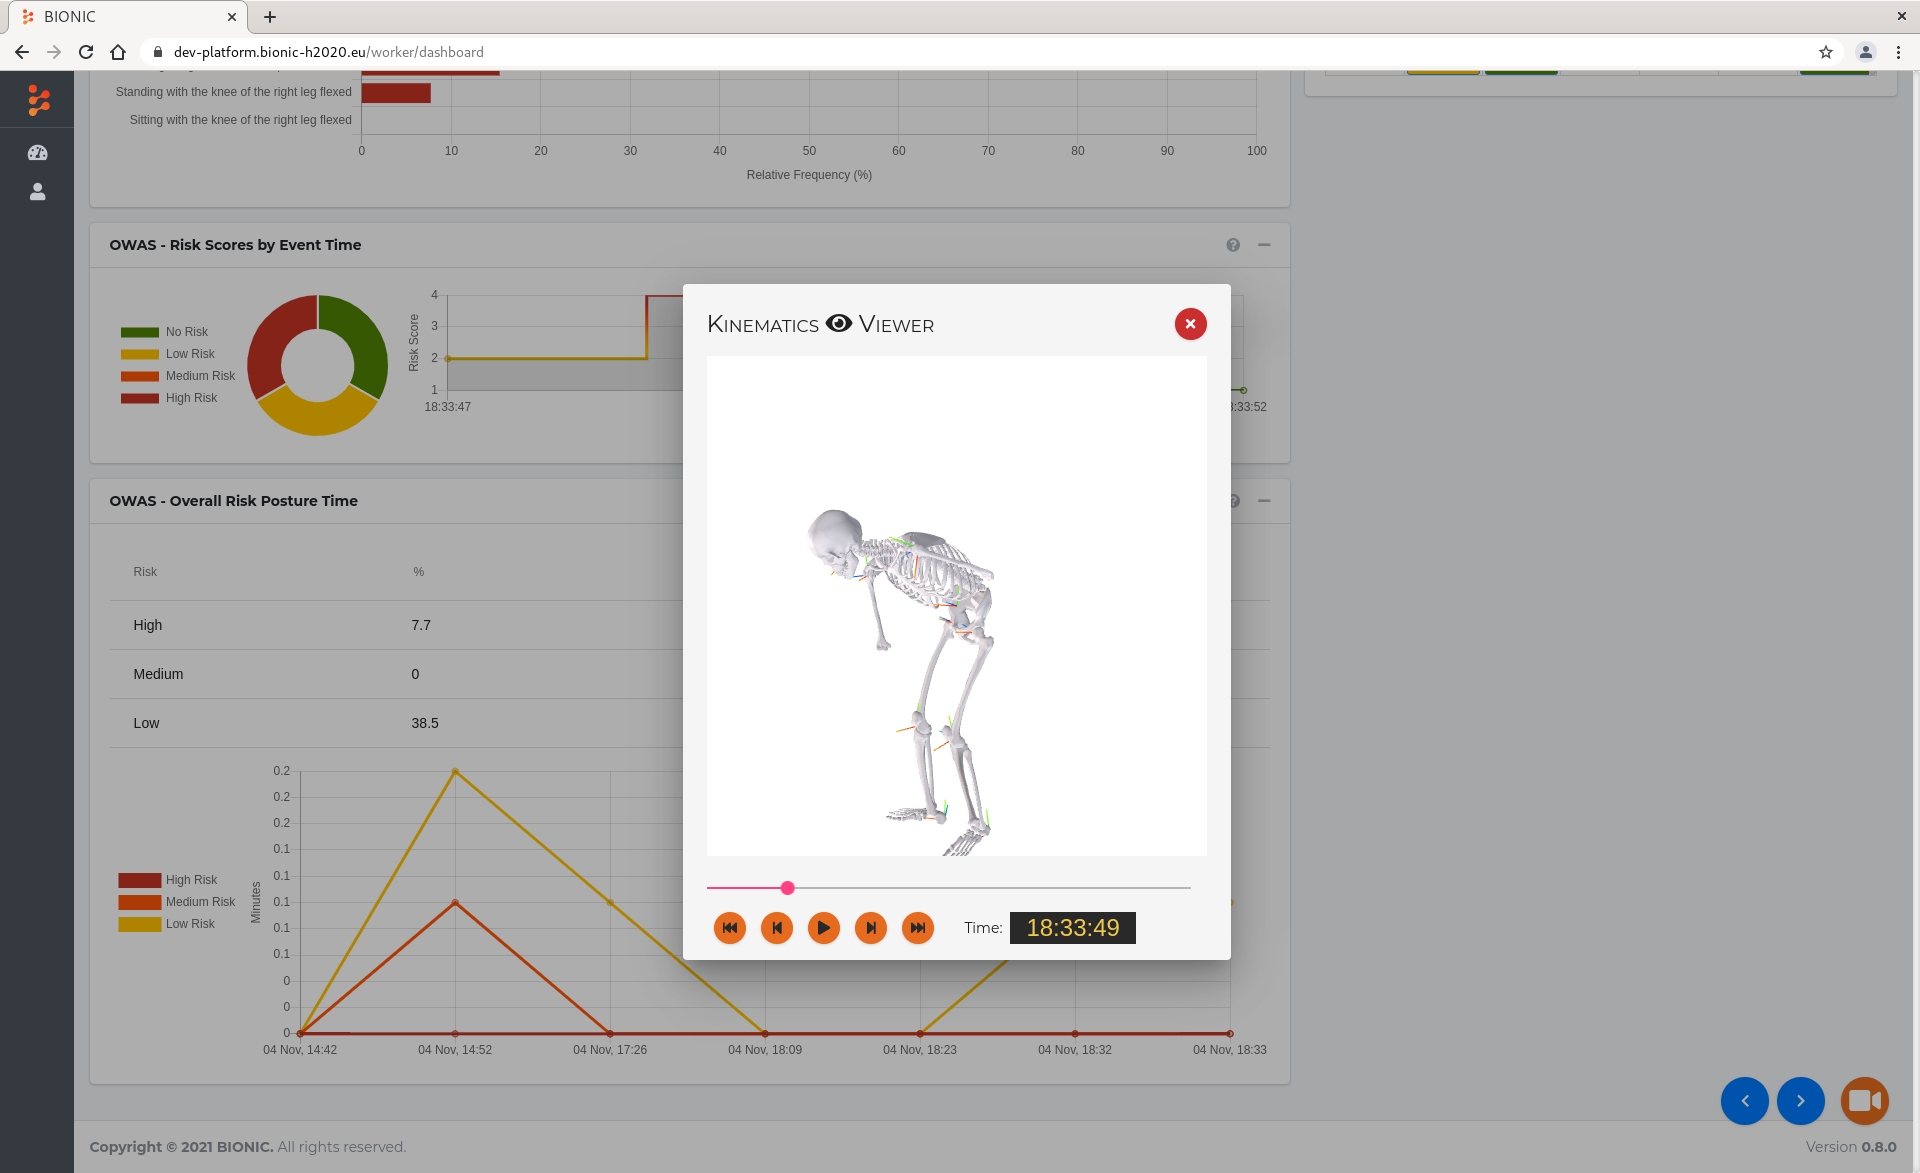 BIONIC
dev-platform.bionic-h2020.eu/worker/dashboard
Standing with the knee of the right leg flexed
Sitting with the knee of the right leg flexed
0 10 20 30 40 50 60 70 80 90 100
Relative Frequency (%)
OWAS - Risk Scores by Event Time
No Risk
Low Risk
Medium Risk
High Risk
Risk Score
4
3
2
1
18:33:47
:33:52
OWAS - Overall Risk Posture Time
Risk %
High 7.7
Medium 0
Low 38.5
High Risk
Medium Risk
Low Risk
Minutes
0.2
0.2
0.2
0.1
0.1
0.1
0.1
0.1
0
0
0
04 Nov, 14:42 04 Nov, 14:52 04 Nov, 17:26 04 Nov, 18:09 04 Nov, 18:23 04 Nov, 18:32 04 Nov, 18:33
Kinematics Viewer
Time: 18:33:49
Copyright © 2021 BIONIC. All rights reserved.
Version 0.8.0